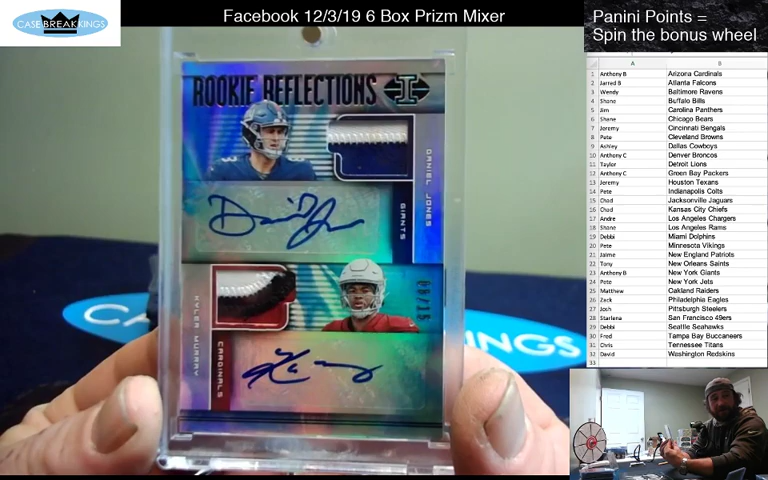 CASE BREAK KINGS
Facebook 12/3/19 6 Box Prizm Mixer
Panini Points =
Spin the bonus wheel
ROOKIE REFLECTIONS
I
DANIEL JONES
GIANTS
KYLER MURRAY
CARDINALS
CASE
KINGS
A B
1 Anthony B Arizona Cardinals
2 Jarred B Atlanta Falcons
3 Wendy Baltimore Ravens
4 Shane Buffalo Bills
5 Jim Carolina Panthers
6 Shane Chicago Bears
7 Jeremy Cincinnati Bengals
8 Pete Cleveland Browns
9 Ashley Dallas Cowboys
10 Anthony C Denver Broncos
11 Taylor Detroit Lions
12 Anthony C Green Bay Packers
13 Jeremy Houston Texans
14 Pete Indianapolis Colts
15 Chad Jacksonville Jaguars
16 Chad Kansas City Chiefs
17 Andre Los Angeles Chargers
18 Shane Los Angeles Rams
19 Debbi Miami Dolphins
20 Pete Minnesota Vikings
21 Jaime New England Patriots
22 Tony New Orleans Saints
23 Anthony B New York Giants
24 Pete New York Jets
25 Matthew Oakland Raiders
26 Zack Philadelphia Eagles
27 Josh Pittsburgh Steelers
28 Starlena San Francisco 49ers
29 Debbi Seattle Seahawks
30 Fred Tampa Bay Buccaneers
31 Chris Tennessee Titans
32 David Washington Redskins
33